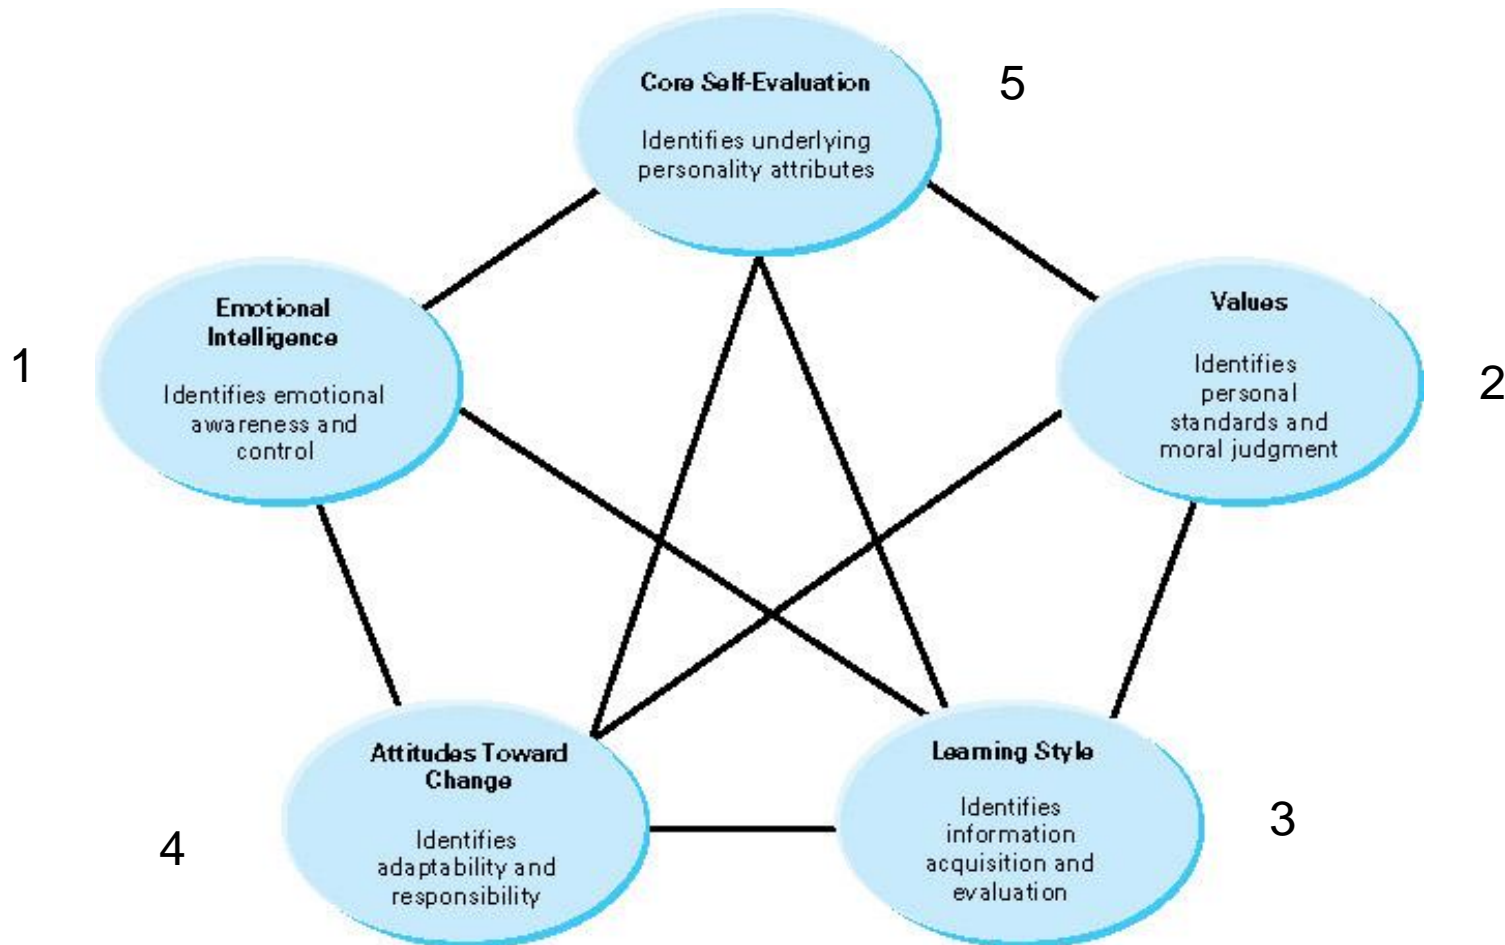 Core Self-Evaluation
Identifies underlying
personality attributes
5
Emotional
Intelligence
Identifies emotional
awareness and
control
1
Values
Identifies
personal
standards and
moral judgment
2
Attitudes Toward
Change
Identifies
adaptability and
responsibility
4
Learning Style
Identifies
information
acquisition and
evaluation
3